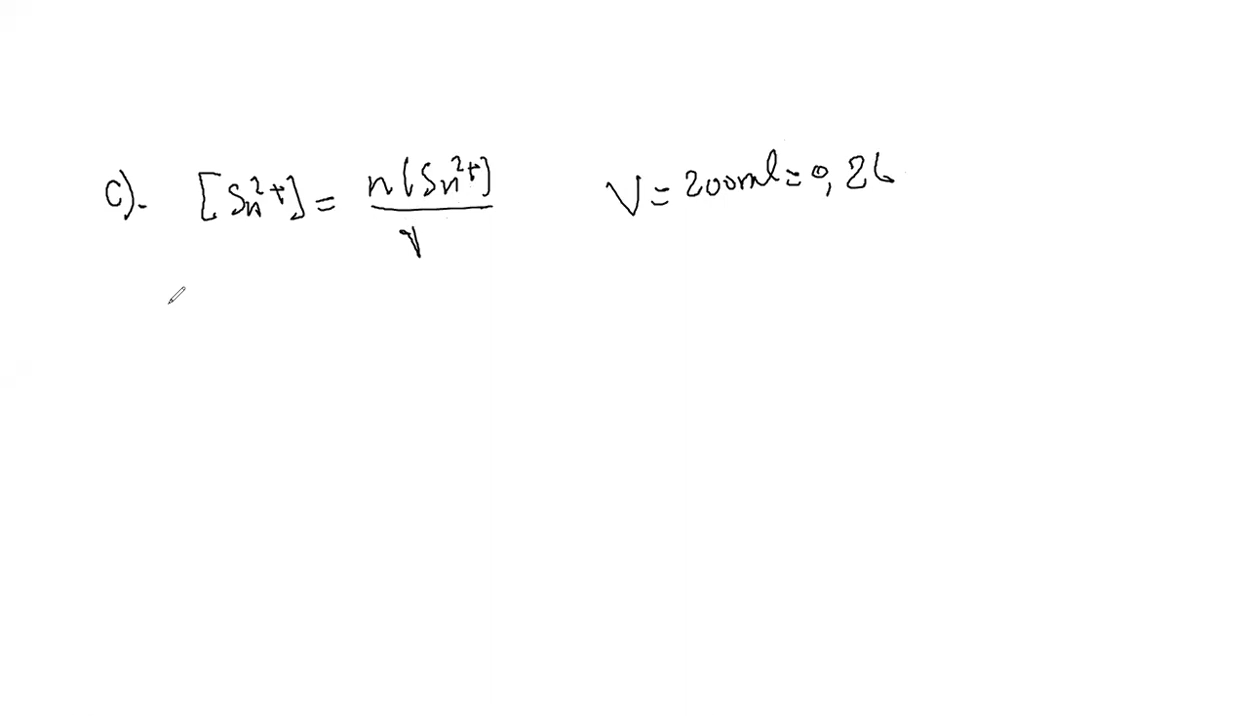 c). [Sn²⁺] = n(Sn²⁺) / V V = 200ml = 0,2L